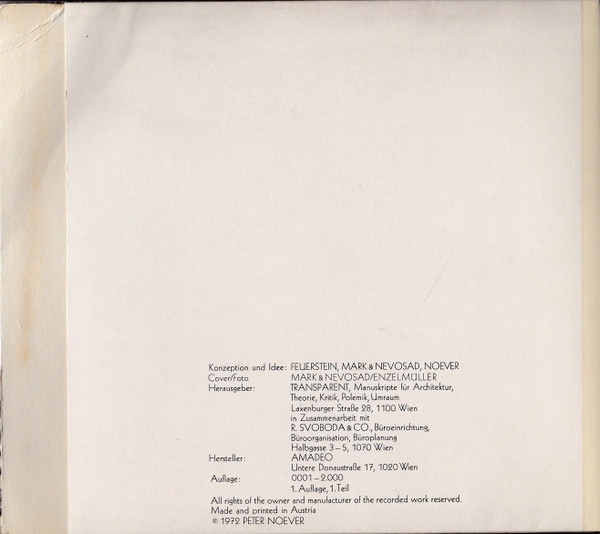 Konzeption und Idee: FEUERSTEIN, MARK & NEVOSAD, NOEVER
Cover/Foto MARK & NEVOSAD/ENZELMÜLLER
Herausgeber: TRANSPARENT, Manuskripte für Architektur,
Theorie, Kritik, Polemik, Umraum
Laxenburger Straße 28, 1100 Wien
in Zusammenarbeit mit
R. SVOBODA & CO., Büroeinrichtung,
Büroorganisation, Büroplanung
Halbgasse 3-5, 1070 Wien
Hersteller: AMADEO
Untere Donaustraße 17, 1020 Wien
Auflage: 0001-2.000
1. Auflage, 1. Teil
All rights of the owner and manufacturer of the recorded work reserved.
Made and printed in Austria
℗ 1972 PETER NOEVER